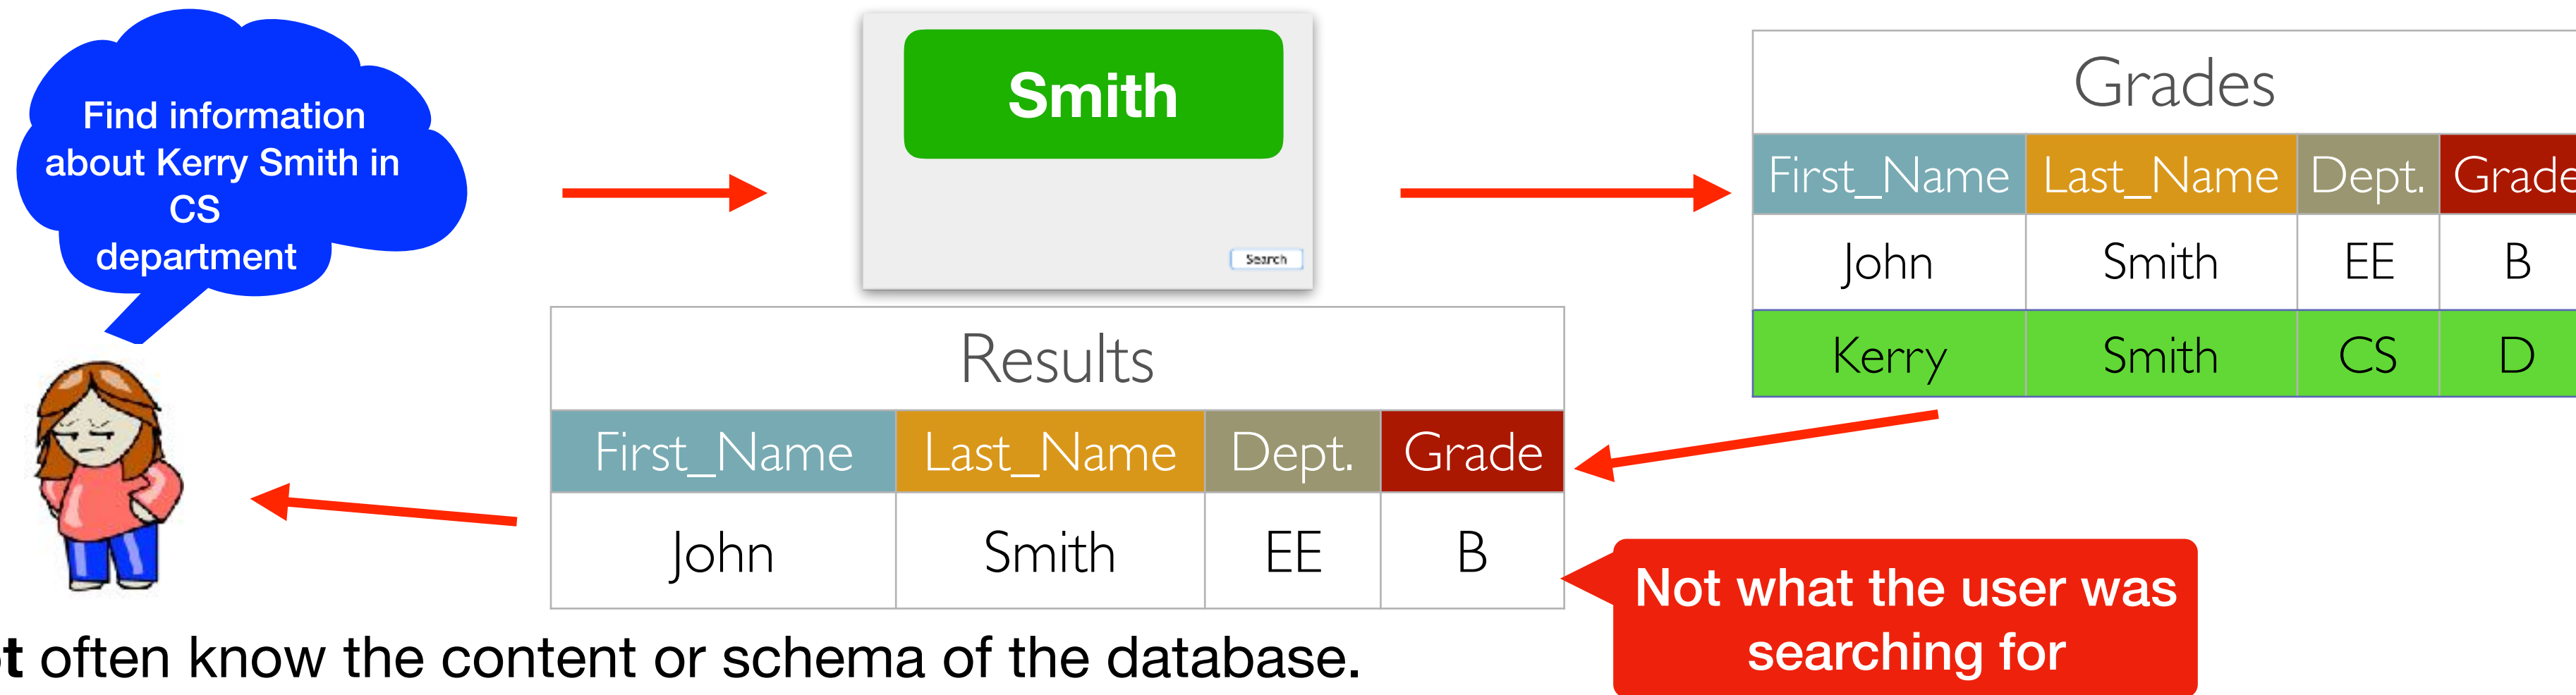 Find information
about Kerry Smith in
CS
department
Smith
Search
Grades
First_Name Last_Name Dept. Grade
John Smith EE B
Kerry Smith CS D
Results
First_Name Last_Name Dept. Grade
John Smith EE B
Not what the user was
searching for
t often know the content or schema of the database.